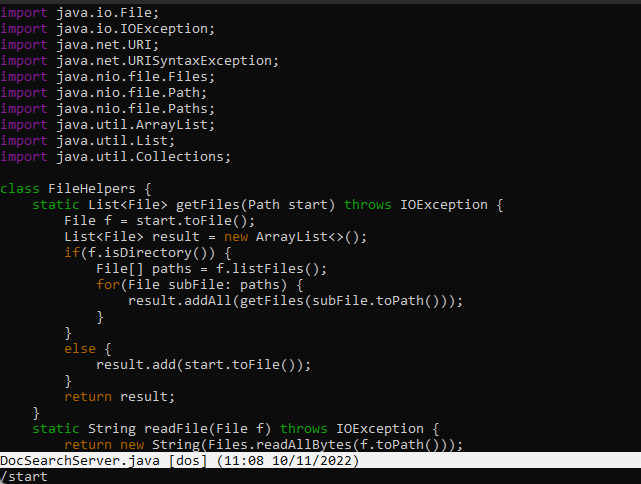 import java.io.File;
import java.io.IOException;
import java.net.URI;
import java.net.URISyntaxException;
import java.nio.file.Files;
import java.nio.file.Path;
import java.nio.file.Paths;
import java.util.ArrayList;
import java.util.List;
import java.util.Collections;

class FileHelpers {
    static List<File> getFiles(Path start) throws IOException {
        File f = start.toFile();
        List<File> result = new ArrayList<>();
        if(f.isDirectory()) {
            File[] paths = f.listFiles();
            for(File subFile: paths) {
                result.addAll(getFiles(subFile.toPath()));
            }
        }
        else {
            result.add(start.toFile());
        }
        return result;
    }
    static String readFile(File f) throws IOException {
        return new String(Files.readAllBytes(f.toPath()));
DocSearchServer.java [dos] (11:08 10/11/2022)
/start